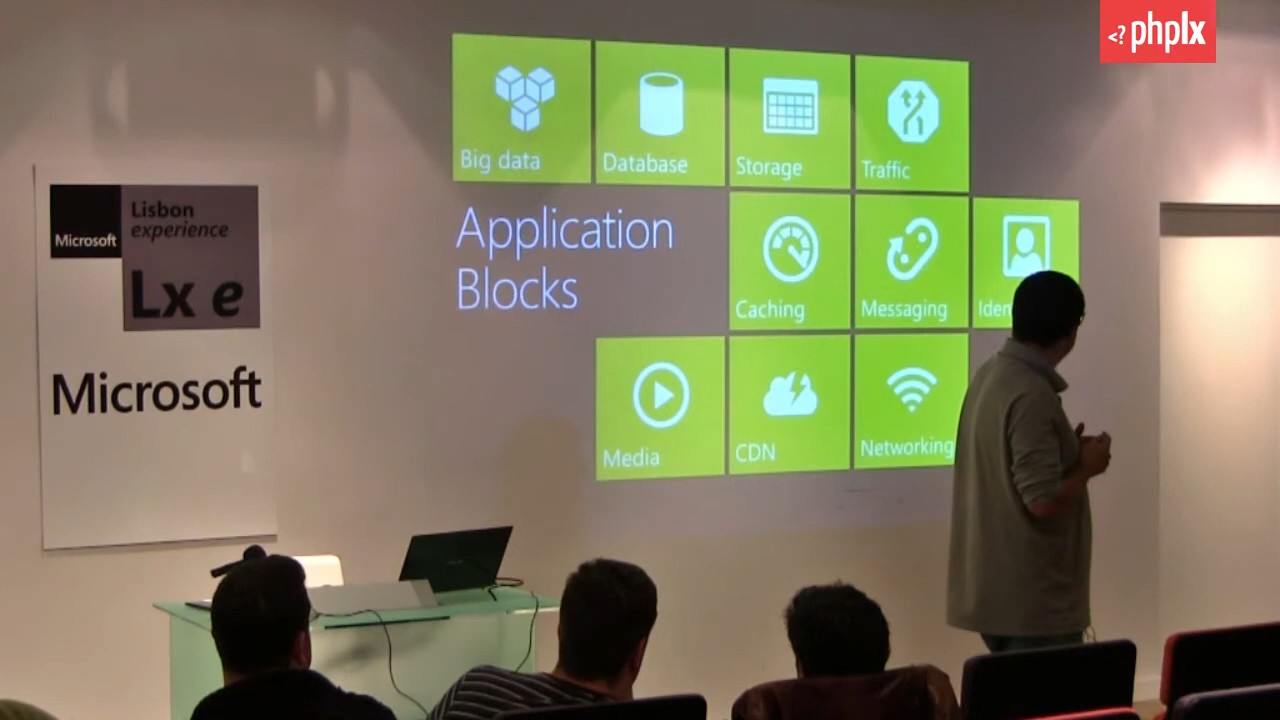 <? phplx
Big data
Database
Storage
Traffic
Application
Blocks
Caching
Messaging
Media
CDN
Networking
Microsoft
Lisbon
experience
Lx e
Microsoft